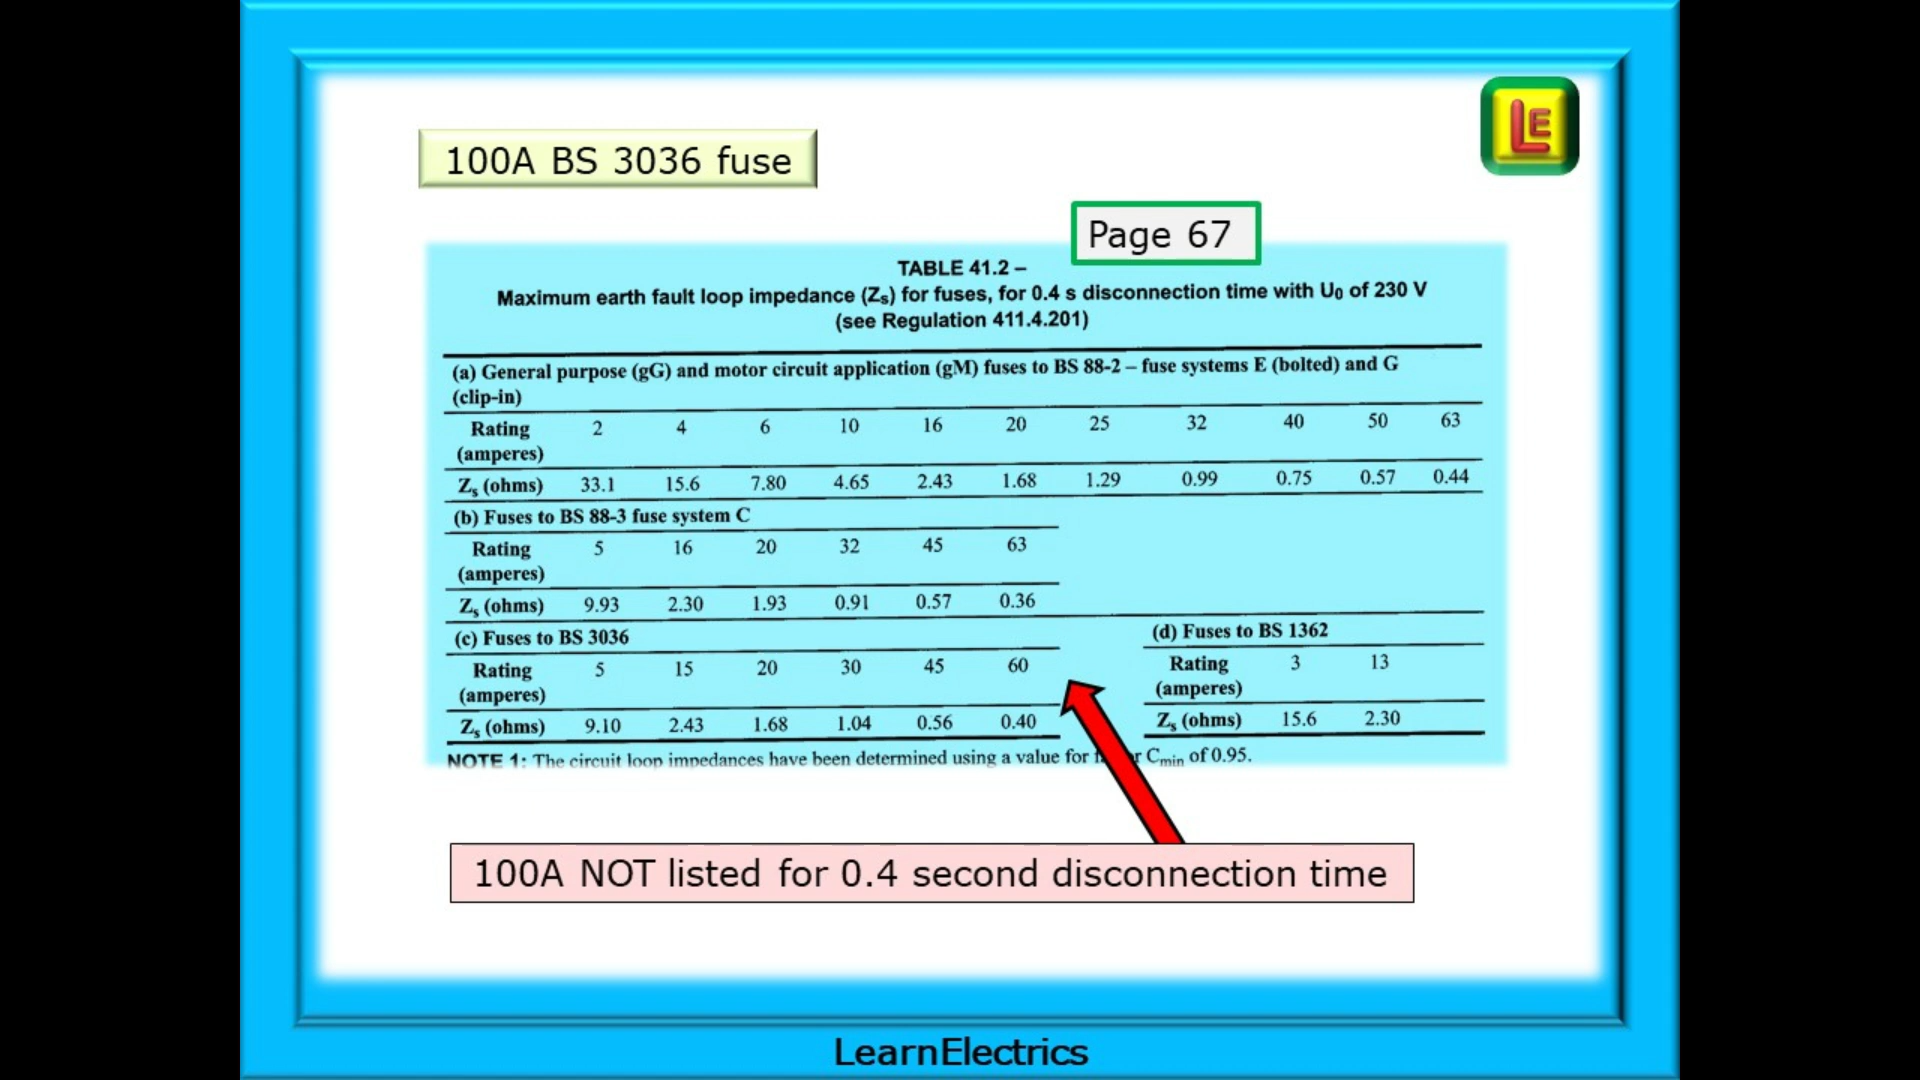 LE
100A BS 3036 fuse
Page 67
TABLE 41.2 –
Maximum earth fault loop impedance (Zs) for fuses, for 0.4 s disconnection time with U0 of 230 V
(see Regulation 411.4.201)
(a) General purpose (gG) and motor circuit application (gM) fuses to BS 88-2 – fuse systems E (bolted) and G
(clip-in)
Rating 2 4 6 10 16 20 25 32 40 50 63
(amperes)
Zs (ohms) 33.1 15.6 7.80 4.65 2.43 1.68 1.29 0.99 0.75 0.57 0.44
(b) Fuses to BS 88-3 fuse system C
Rating 5 16 20 32 45 63
(amperes)
Zs (ohms) 9.93 2.30 1.93 0.91 0.57 0.36
(c) Fuses to BS 3036
Rating 5 15 20 30 45 60
(amperes)
Zs (ohms) 9.10 2.43 1.68 1.04 0.56 0.40
(d) Fuses to BS 1362
Rating 3 13
(amperes)
Zs (ohms) 15.6 2.30
NOTE 1: The circuit loop impedances have been determined using a value for Cmin of 0.95.
100A NOT listed for 0.4 second disconnection time
LearnElectrics